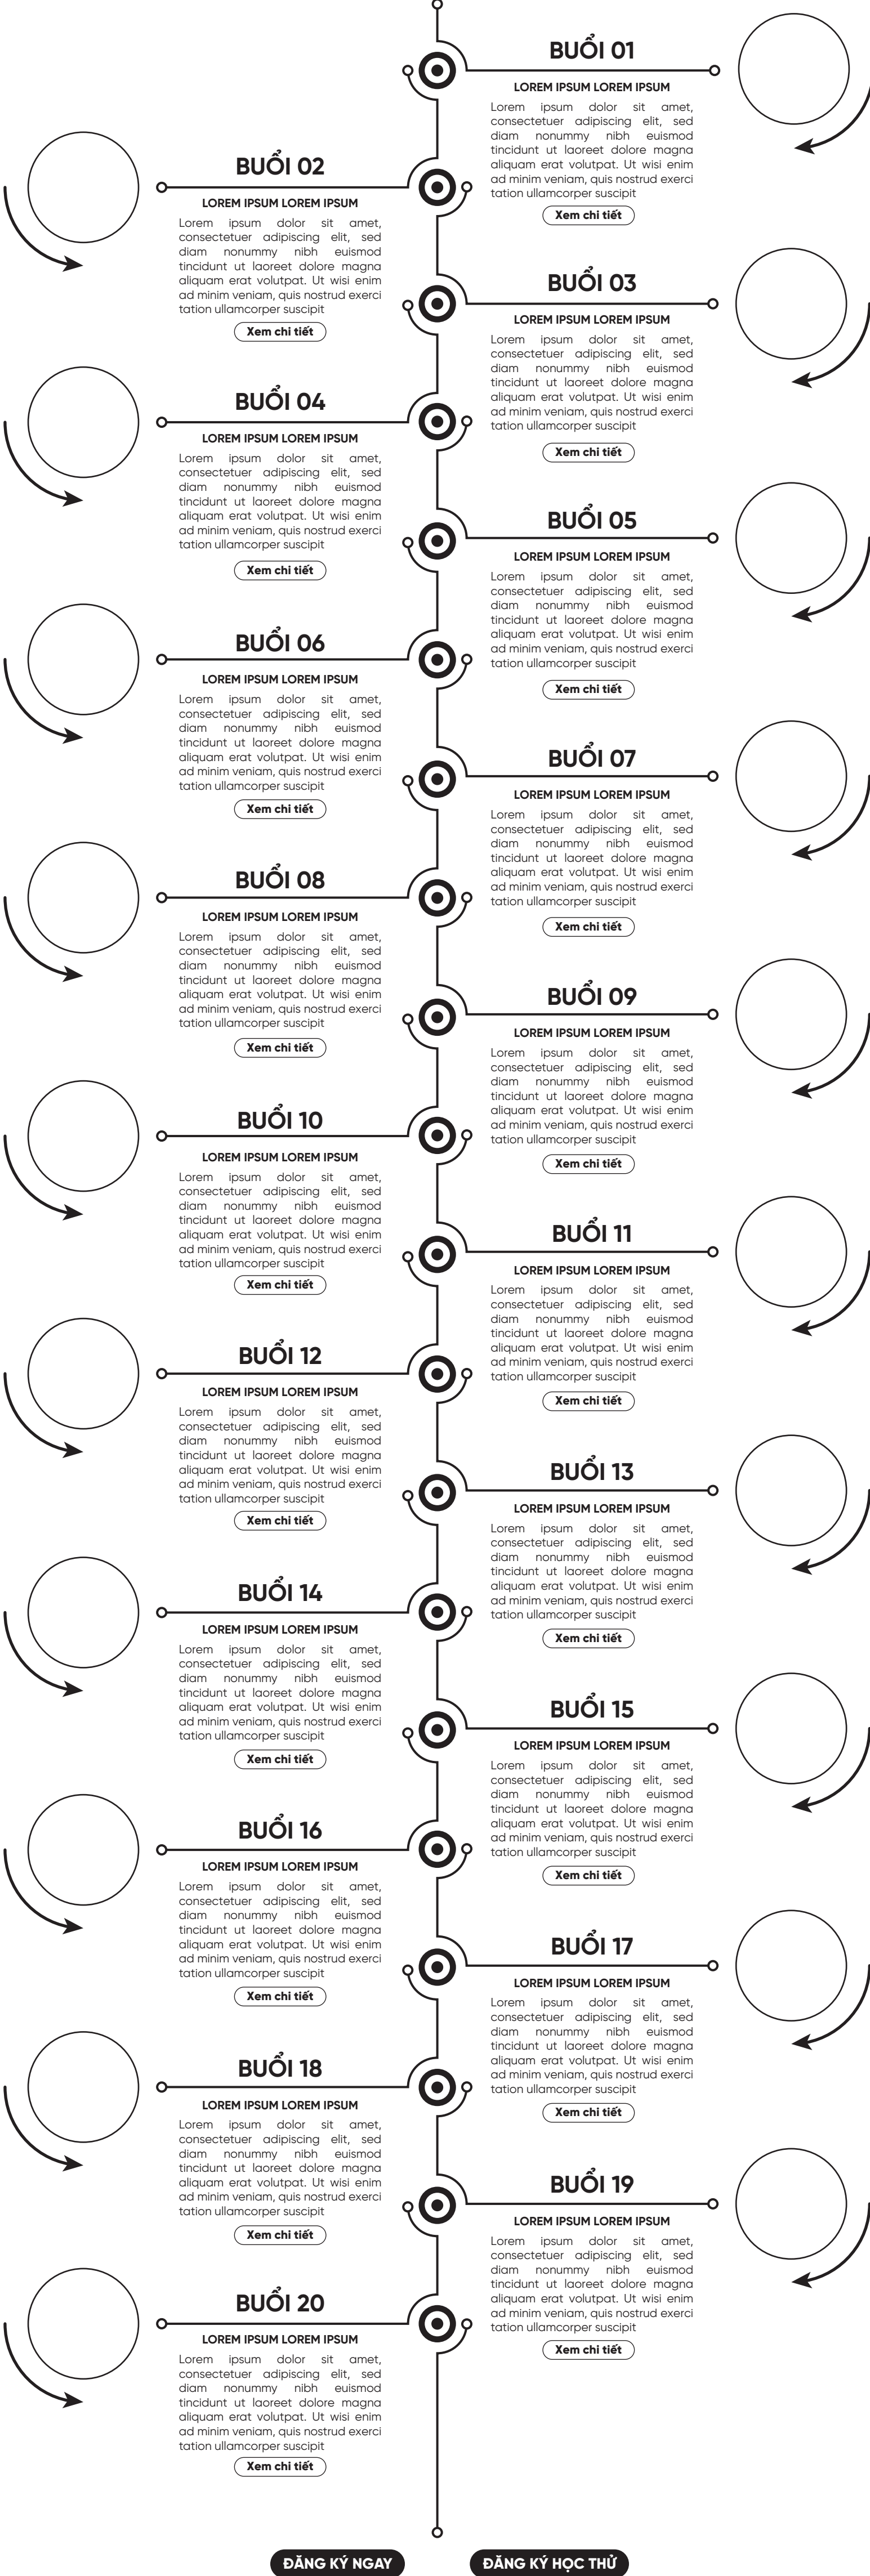 BUỔI 01
LOREM IPSUM LOREM IPSUM
Lorem ipsum dolor sit amet,
consectetuer adipiscing elit, sed
diam nonummy nibh euismod
tincidunt ut laoreet dolore magna
aliquam erat volutpat. Ut wisi enim
ad minim veniam, quis nostrud exerci
tation ullamcorper suscipit
Xem chi tiết
BUỔI 02
LOREM IPSUM LOREM IPSUM
Lorem ipsum dolor sit amet,
consectetuer adipiscing elit, sed
diam nonummy nibh euismod
tincidunt ut laoreet dolore magna
aliquam erat volutpat. Ut wisi enim
ad minim veniam, quis nostrud exerci
tation ullamcorper suscipit
Xem chi tiết
BUỔI 03
LOREM IPSUM LOREM IPSUM
Lorem ipsum dolor sit amet,
consectetuer adipiscing elit, sed
diam nonummy nibh euismod
tincidunt ut laoreet dolore magna
aliquam erat volutpat. Ut wisi enim
ad minim veniam, quis nostrud exerci
tation ullamcorper suscipit
Xem chi tiết
BUỔI 04
LOREM IPSUM LOREM IPSUM
Lorem ipsum dolor sit amet,
consectetuer adipiscing elit, sed
diam nonummy nibh euismod
tincidunt ut laoreet dolore magna
aliquam erat volutpat. Ut wisi enim
ad minim veniam, quis nostrud exerci
tation ullamcorper suscipit
Xem chi tiết
BUỔI 05
LOREM IPSUM LOREM IPSUM
Lorem ipsum dolor sit amet,
consectetuer adipiscing elit, sed
diam nonummy nibh euismod
tincidunt ut laoreet dolore magna
aliquam erat volutpat. Ut wisi enim
ad minim veniam, quis nostrud exerci
tation ullamcorper suscipit
Xem chi tiết
BUỔI 06
LOREM IPSUM LOREM IPSUM
Lorem ipsum dolor sit amet,
consectetuer adipiscing elit, sed
diam nonummy nibh euismod
tincidunt ut laoreet dolore magna
aliquam erat volutpat. Ut wisi enim
ad minim veniam, quis nostrud exerci
tation ullamcorper suscipit
Xem chi tiết
BUỔI 07
LOREM IPSUM LOREM IPSUM
Lorem ipsum dolor sit amet,
consectetuer adipiscing elit, sed
diam nonummy nibh euismod
tincidunt ut laoreet dolore magna
aliquam erat volutpat. Ut wisi enim
ad minim veniam, quis nostrud exerci
tation ullamcorper suscipit
Xem chi tiết
BUỔI 08
LOREM IPSUM LOREM IPSUM
Lorem ipsum dolor sit amet,
consectetuer adipiscing elit, sed
diam nonummy nibh euismod
tincidunt ut laoreet dolore magna
aliquam erat volutpat. Ut wisi enim
ad minim veniam, quis nostrud exerci
tation ullamcorper suscipit
Xem chi tiết
BUỔI 09
LOREM IPSUM LOREM IPSUM
Lorem ipsum dolor sit amet,
consectetuer adipiscing elit, sed
diam nonummy nibh euismod
tincidunt ut laoreet dolore magna
aliquam erat volutpat. Ut wisi enim
ad minim veniam, quis nostrud exerci
tation ullamcorper suscipit
Xem chi tiết
BUỔI 10
LOREM IPSUM LOREM IPSUM
Lorem ipsum dolor sit amet,
consectetuer adipiscing elit, sed
diam nonummy nibh euismod
tincidunt ut laoreet dolore magna
aliquam erat volutpat. Ut wisi enim
ad minim veniam, quis nostrud exerci
tation ullamcorper suscipit
Xem chi tiết
BUỔI 11
LOREM IPSUM LOREM IPSUM
Lorem ipsum dolor sit amet,
consectetuer adipiscing elit, sed
diam nonummy nibh euismod
tincidunt ut laoreet dolore magna
aliquam erat volutpat. Ut wisi enim
ad minim veniam, quis nostrud exerci
tation ullamcorper suscipit
Xem chi tiết
BUỔI 12
LOREM IPSUM LOREM IPSUM
Lorem ipsum dolor sit amet,
consectetuer adipiscing elit, sed
diam nonummy nibh euismod
tincidunt ut laoreet dolore magna
aliquam erat volutpat. Ut wisi enim
ad minim veniam, quis nostrud exerci
tation ullamcorper suscipit
Xem chi tiết
BUỔI 13
LOREM IPSUM LOREM IPSUM
Lorem ipsum dolor sit amet,
consectetuer adipiscing elit, sed
diam nonummy nibh euismod
tincidunt ut laoreet dolore magna
aliquam erat volutpat. Ut wisi enim
ad minim veniam, quis nostrud exerci
tation ullamcorper suscipit
Xem chi tiết
BUỔI 14
LOREM IPSUM LOREM IPSUM
Lorem ipsum dolor sit amet,
consectetuer adipiscing elit, sed
diam nonummy nibh euismod
tincidunt ut laoreet dolore magna
aliquam erat volutpat. Ut wisi enim
ad minim veniam, quis nostrud exerci
tation ullamcorper suscipit
Xem chi tiết
BUỔI 15
LOREM IPSUM LOREM IPSUM
Lorem ipsum dolor sit amet,
consectetuer adipiscing elit, sed
diam nonummy nibh euismod
tincidunt ut laoreet dolore magna
aliquam erat volutpat. Ut wisi enim
ad minim veniam, quis nostrud exerci
tation ullamcorper suscipit
Xem chi tiết
BUỔI 16
LOREM IPSUM LOREM IPSUM
Lorem ipsum dolor sit amet,
consectetuer adipiscing elit, sed
diam nonummy nibh euismod
tincidunt ut laoreet dolore magna
aliquam erat volutpat. Ut wisi enim
ad minim veniam, quis nostrud exerci
tation ullamcorper suscipit
Xem chi tiết
BUỔI 17
LOREM IPSUM LOREM IPSUM
Lorem ipsum dolor sit amet,
consectetuer adipiscing elit, sed
diam nonummy nibh euismod
tincidunt ut laoreet dolore magna
aliquam erat volutpat. Ut wisi enim
ad minim veniam, quis nostrud exerci
tation ullamcorper suscipit
Xem chi tiết
BUỔI 18
LOREM IPSUM LOREM IPSUM
Lorem ipsum dolor sit amet,
consectetuer adipiscing elit, sed
diam nonummy nibh euismod
tincidunt ut laoreet dolore magna
aliquam erat volutpat. Ut wisi enim
ad minim veniam, quis nostrud exerci
tation ullamcorper suscipit
Xem chi tiết
BUỔI 19
LOREM IPSUM LOREM IPSUM
Lorem ipsum dolor sit amet,
consectetuer adipiscing elit, sed
diam nonummy nibh euismod
tincidunt ut laoreet dolore magna
aliquam erat volutpat. Ut wisi enim
ad minim veniam, quis nostrud exerci
tation ullamcorper suscipit
Xem chi tiết
BUỔI 20
LOREM IPSUM LOREM IPSUM
Lorem ipsum dolor sit amet,
consectetuer adipiscing elit, sed
diam nonummy nibh euismod
tincidunt ut laoreet dolore magna
aliquam erat volutpat. Ut wisi enim
ad minim veniam, quis nostrud exerci
tation ullamcorper suscipit
Xem chi tiết
ĐĂNG KÝ NGAY
ĐĂNG KÝ HỌC THỬ